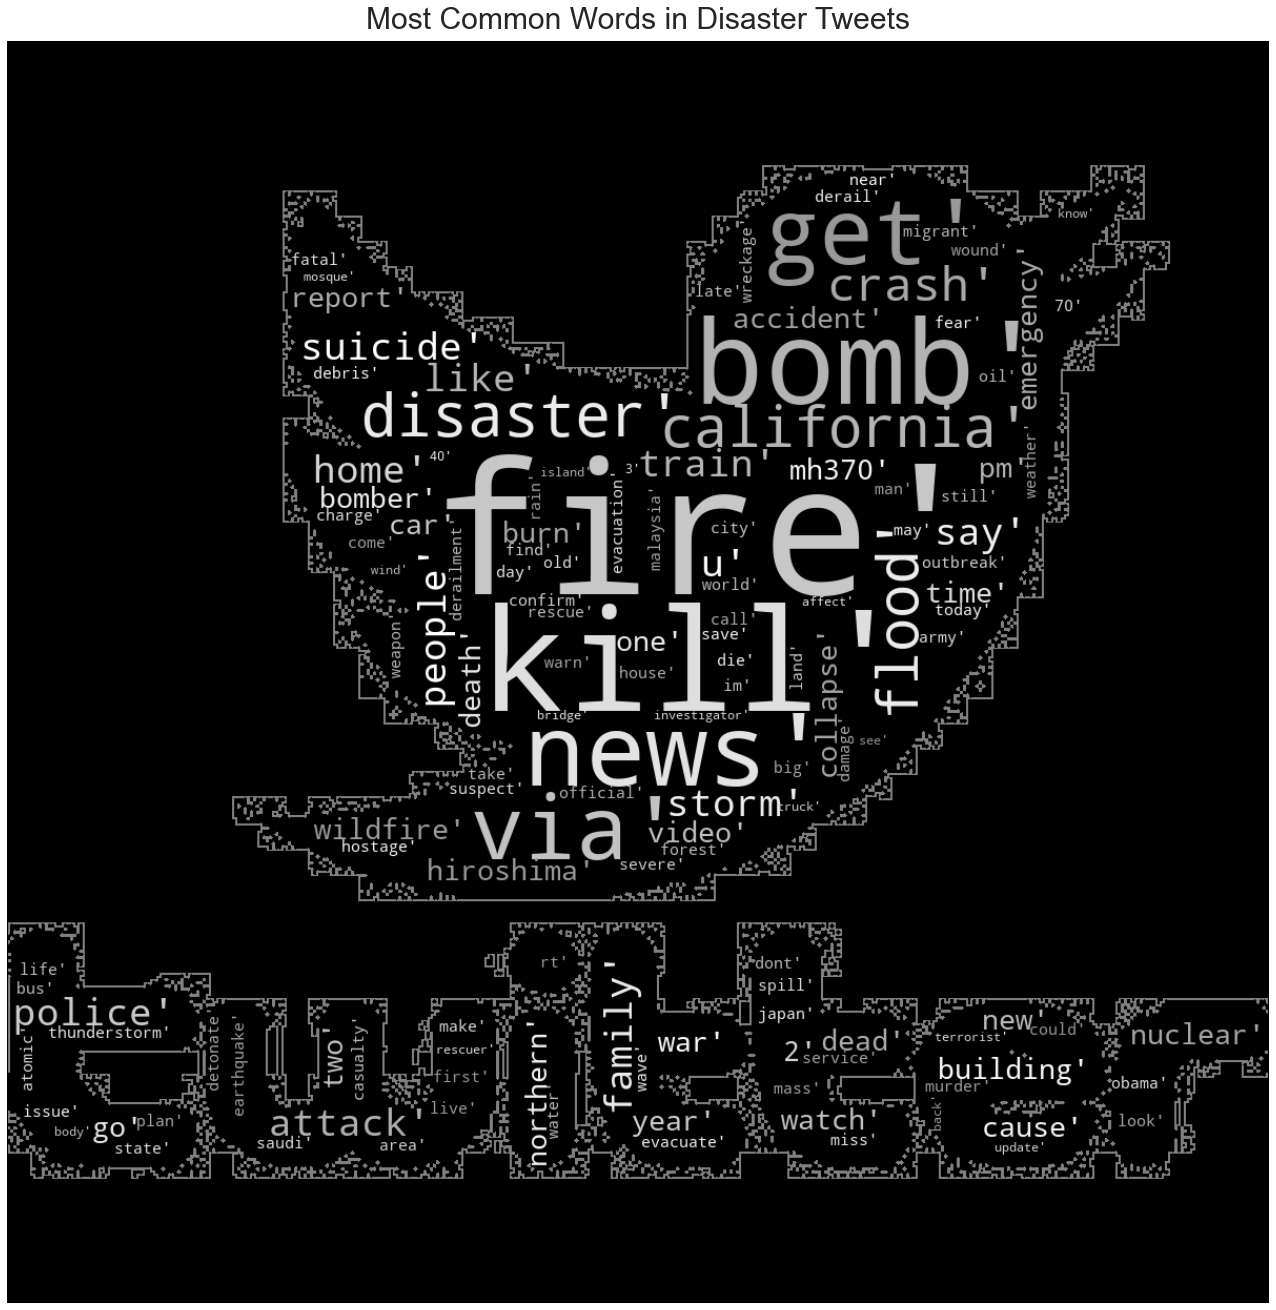 Most Common Words in Disaster Tweets
near'
derail'
get'
migrant'
know'
wound'
wreckage'
fatal'
mosque'
report'
late'
crash'
emergency'
70'
accident'
fear'
suicide'
debris'
like'
bomb'
oil'
disaster'
california'
weather'
home'
40'
fire'
island'
3'
train'
mh370'
pm'
bomber'
rain'
evacuation'
malaysia'
man'
still'
charge'
car'
burn'
city'
may'
say'
come'
derailment'
find'
old'
u'
flood'
outbreak'
wind'
people'
day'
world'
time'
confirm'
affect'
rescue'
today'
kill'
call'
weapon'
death'
one'
save'
army'
warn'
house'
die'
land'
collapse'
im'
bridge'
investigator'
news'
damage'
see'
take'
big'
suspect'
official'
storm'
truck'
wildfire'
via'
video'
hostage'
forest'
hiroshima'
severe'
life'
rt'
family'
dont'
bus'
spill'
police'
detonate'
earthquake'
two'
casualty'
make'
northern'
japan'
new'
could'
thunderstorm'
atomic'
rescuer'
wave'
war'
2'
dead'
service'
terrorist'
nuclear'
first'
building'
mass'
murder'
obama'
issue'
live'
water'
go'
plan'
body'
state'
attack'
saudi'
area'
year'
evacuate'
watch'
miss'
back'
cause'
update'
look'